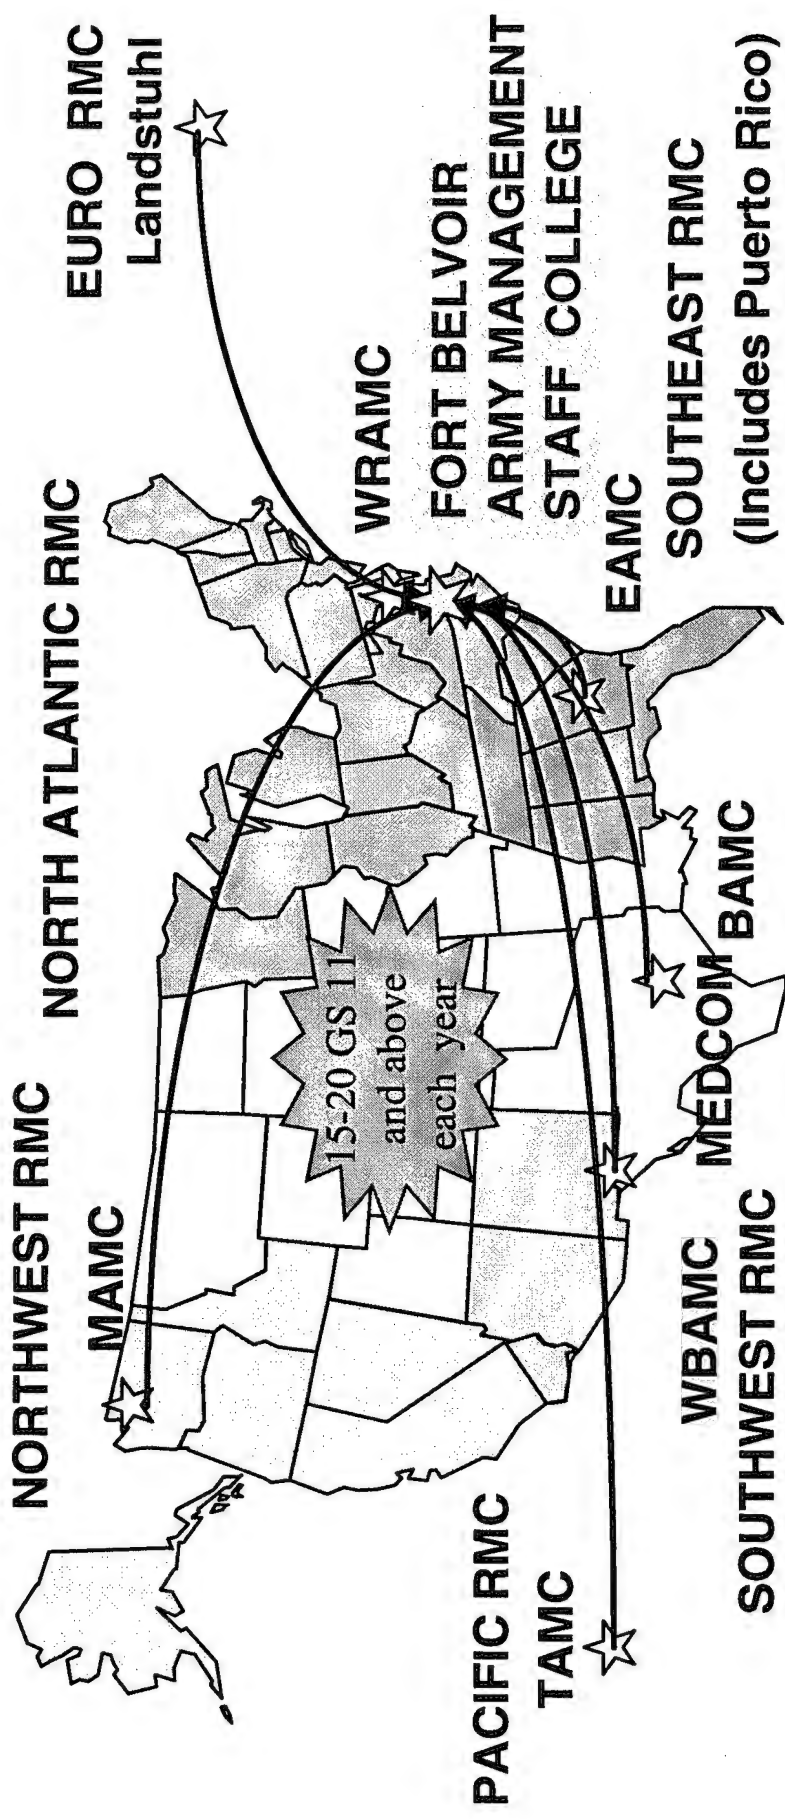 NORTHWEST RMC
MAMC
NORTH ATLANTIC RMC
EURO RMC
Landstuhl
15-20 GS 11
and above
each year
WRAMC
FORT BELVOIR
ARMY MANAGEMENT
STAFF COLLEGE
PACIFIC RMC
TAMC
EAMC
SOUTHEAST RMC
(Includes Puerto Rico)
WBAMC
SOUTHWEST RMC
MEDCOM
BAMC